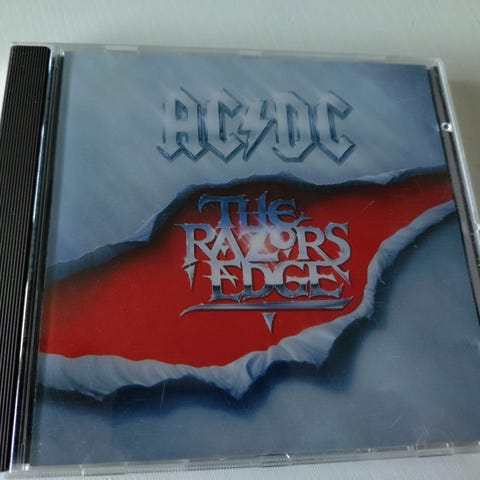 AC/DC
THE
RAZORS
EDGE